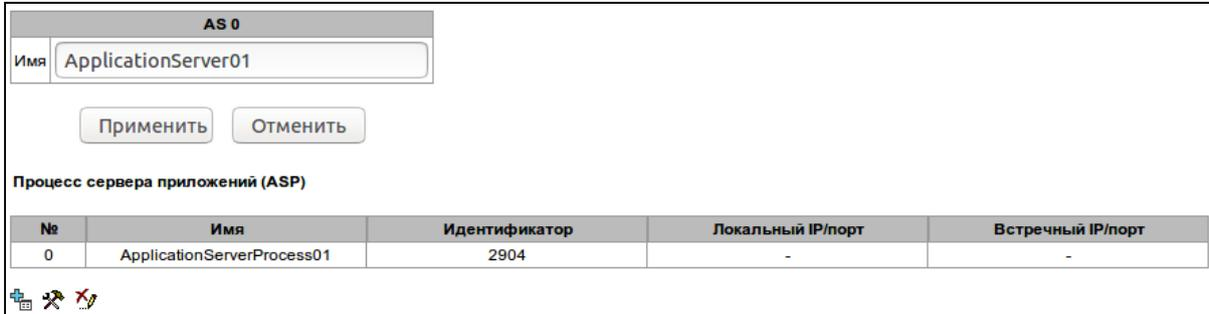 AS 0
Имя ApplicationServer01
Применить Отменить
Процесс сервера приложений (ASP)
№ Имя Идентификатор Локальный IP/порт Встречный IP/порт
0 ApplicationServerProcess01 2904 - -